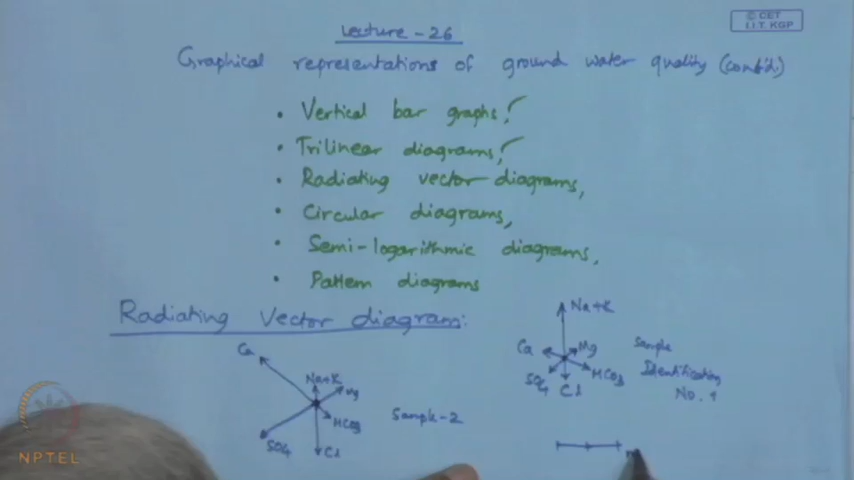 Lecture - 26
© CET
I.I.T. KGP
Graphical representations of ground water quality (contd.)
• Vertical bar graphs
• Trilinear diagrams
• Radiating vector diagrams,
• Circular diagrams,
• Semi-logarithmic diagrams,
• Pattern diagrams
Radiating Vector diagram:
Na+K
Ca
Mg
SO4
Cl
HCO3
Sample
Identification
No. 1
Ca
Na+K
Mg
HCO3
SO4
Cl
Sample-2
NPTEL